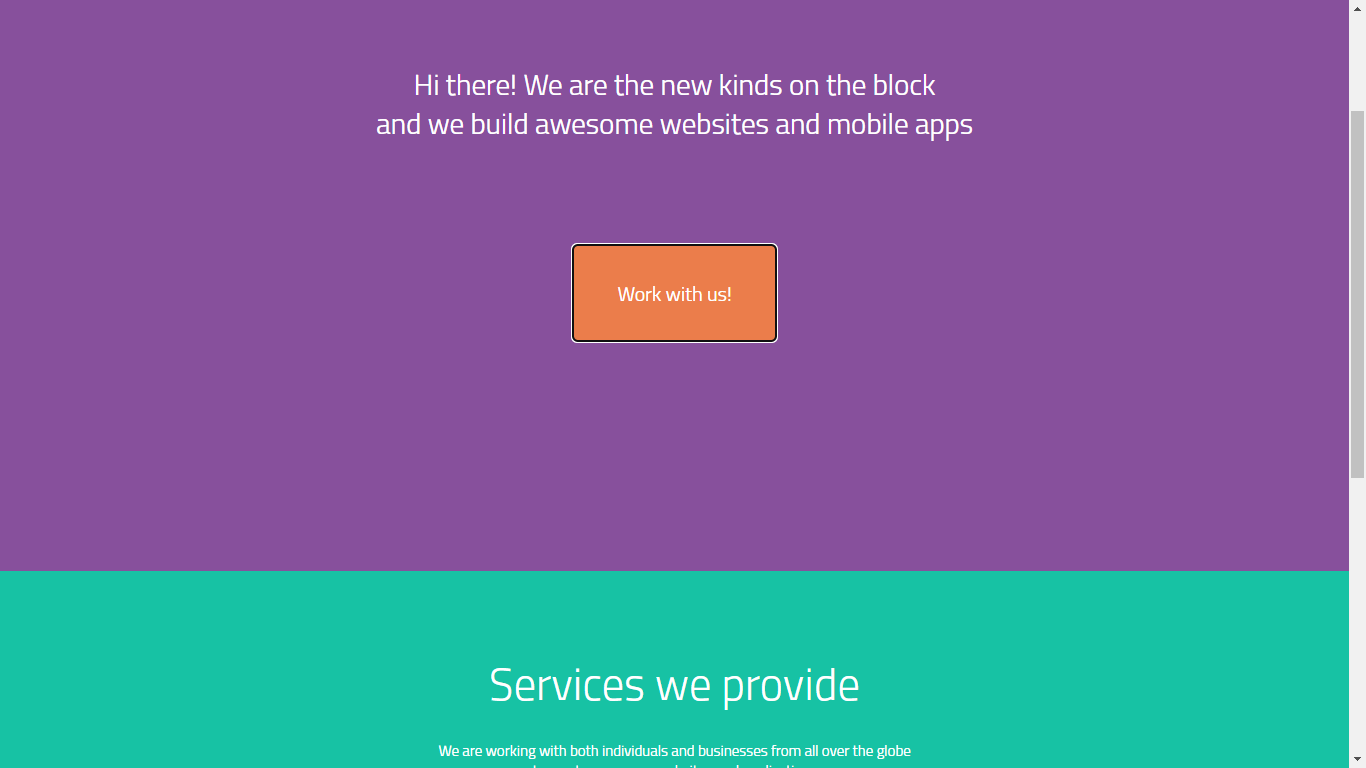 Hi there! We are the new kinds on the block
and we build awesome websites and mobile apps
Work with us!
Services we provide
We are working with both individuals and businesses from all over the globe